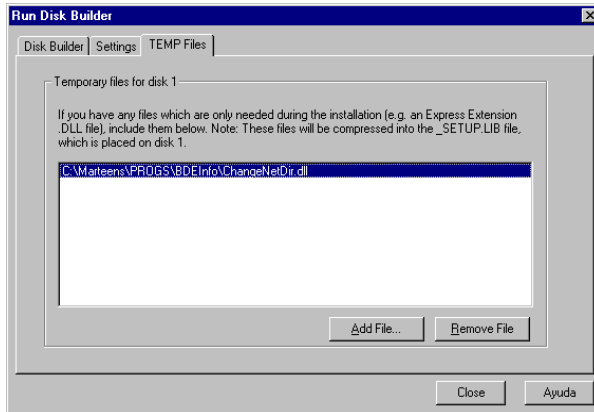 Run Disk Builder
Disk Builder Settings TEMP Files
Temporary files for disk 1
If you have any files which are only needed during the installation (e.g. an Express Extension
.DLL file), include them below. Note: These files will be compressed into the _SETUP.LIB file,
which is placed on disk 1.
C:\Marteens\PROGS\BDEInfo\ChangeNetDir.dll
Add File... Remove File
Close Ayuda